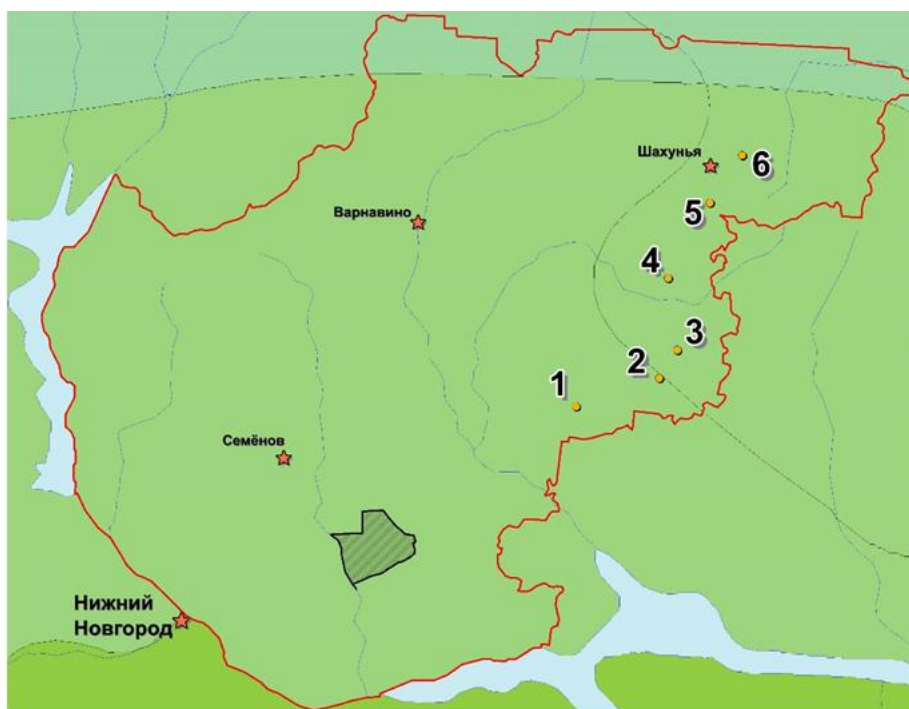 Шахунья
6
5
Варнавино
4
3
2
1
Семёнов
Нижний
Новгород